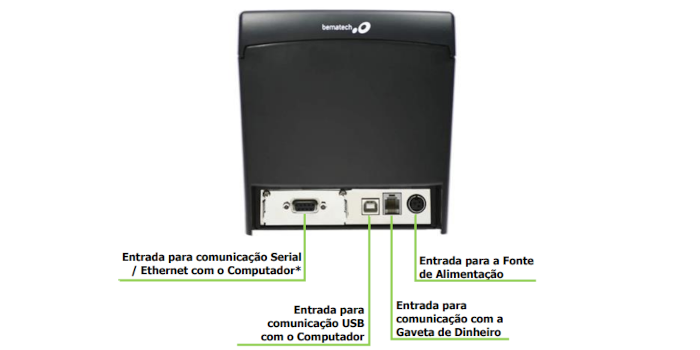 bematech
Entrada para comunicação Serial
/ Ethernet com o Computador*
Entrada para a Fonte
de Alimentação
Entrada para
comunicação USB
com o Computador
Entrada para
comunicação com a
Gaveta de Dinheiro